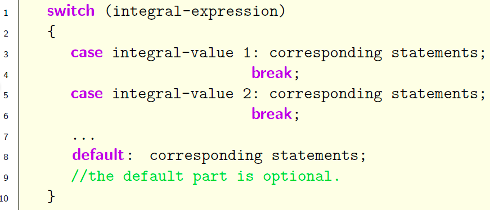 1 switch (integral-expression)
2 {
3 case integral-value 1: corresponding statements;
4 break;
5 case integral-value 2: corresponding statements;
6 break;
7 ...
8 default: corresponding statements;
9 //the default part is optional.
10 }